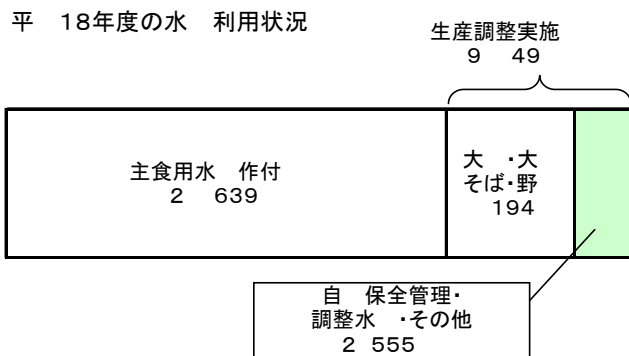 平 18年度の水 利用状況
生産調整実施
9 49
主食用水 作付
2 639
大 ・大
そば・野
194
自 保全管理・
調整水 ・その他
2 555